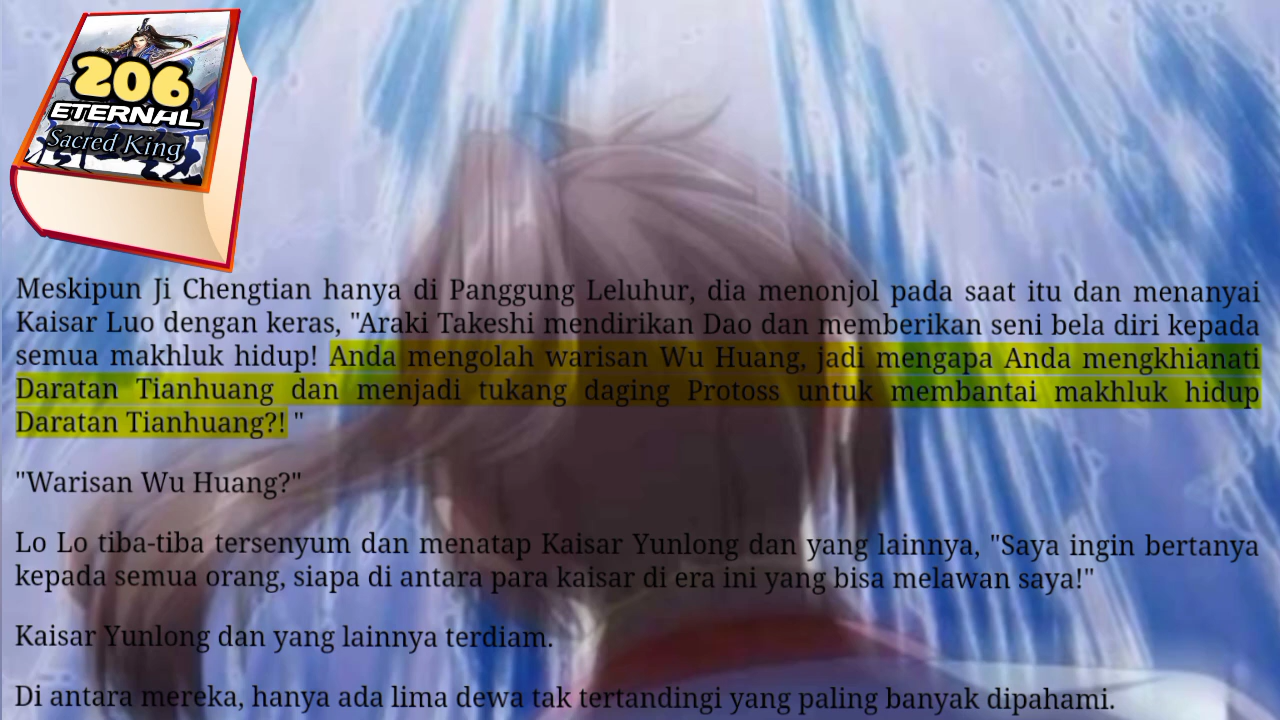 206
ETERNAL
Sacred King
Meskipun Ji Chengtian hanya di Panggung Leluhur, dia menonjol pada saat itu dan menanyai
Kaisar Luo dengan keras, "Araki Takeshi mendirikan Dao dan memberikan seni bela diri kepada
semua makhluk hidup! Anda mengolah warisan Wu Huang, jadi mengapa Anda mengkhianati
Daratan Tianhuang dan menjadi tukang daging Protoss untuk membantai makhluk hidup
Daratan Tianhuang?! "
"Warisan Wu Huang?"
Lo Lo tiba-tiba tersenyum dan menatap Kaisar Yunlong dan yang lainnya, "Saya ingin bertanya
kepada semua orang, siapa di antara para kaisar di era ini yang bisa melawan saya!"
Kaisar Yunlong dan yang lainnya terdiam.
Di antara mereka, hanya ada lima dewa tak tertandingi yang paling banyak dipahami.